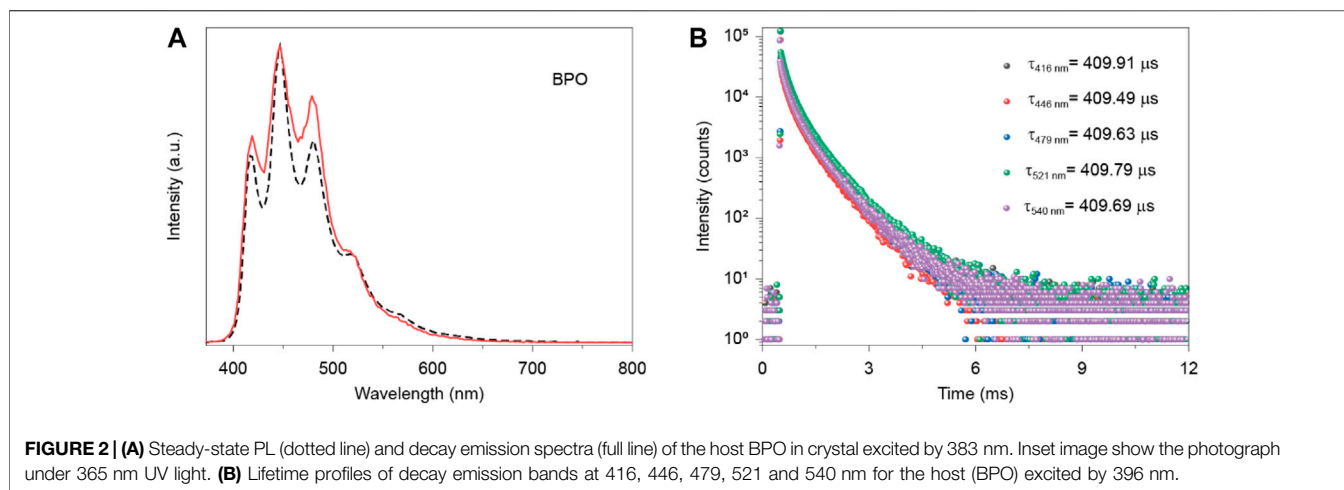 A
BPO
Intensity (a.u.)
400 500 600 700 800
Wavelength (nm)
B
10⁵
10⁴
10³
10²
10¹
10⁰
Intensity (counts)
τ416 nm= 409.91 μs
τ446 nm= 409.49 μs
τ479 nm= 409.63 μs
τ521 nm= 409.79 μs
τ540 nm= 409.69 μs
0 3 6 9 12
Time (ms)
FIGURE 2 | (A) Steady-state PL (dotted line) and decay emission spectra (full line) of the host BPO in crystal excited by 383 nm. Inset image show the photograph
under 365 nm UV light. (B) Lifetime profiles of decay emission bands at 416, 446, 479, 521 and 540 nm for the host (BPO) excited by 396 nm.